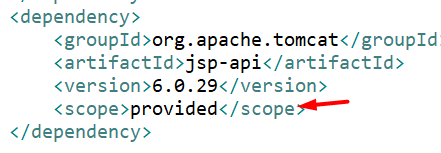 <dependency>
<groupId>org.apache.tomcat</groupId
<artifactId>jsp-api</artifactId>
<version>6.0.29</version>
<scope>provided</scope>
</dependency>